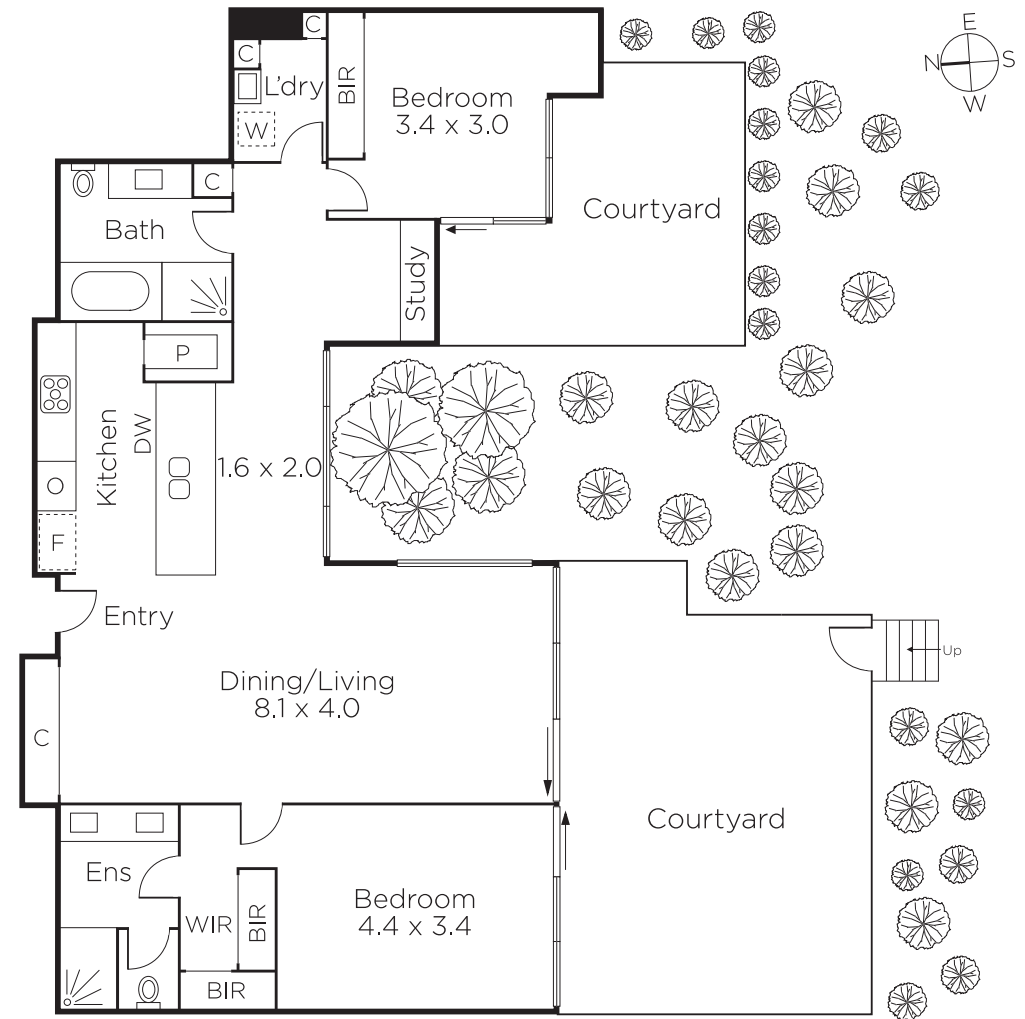 E
N
S
W
C
C
L'dry
W
BIR
Bedroom
3.4 x 3.0
C
Bath
Courtyard
Study
P
Kitchen
DW
1.6 x 2.0
F
Entry
Up
Dining/Living
8.1 x 4.0
C
Courtyard
Ens
WIR
BIR
BIR
Bedroom
4.4 x 3.4